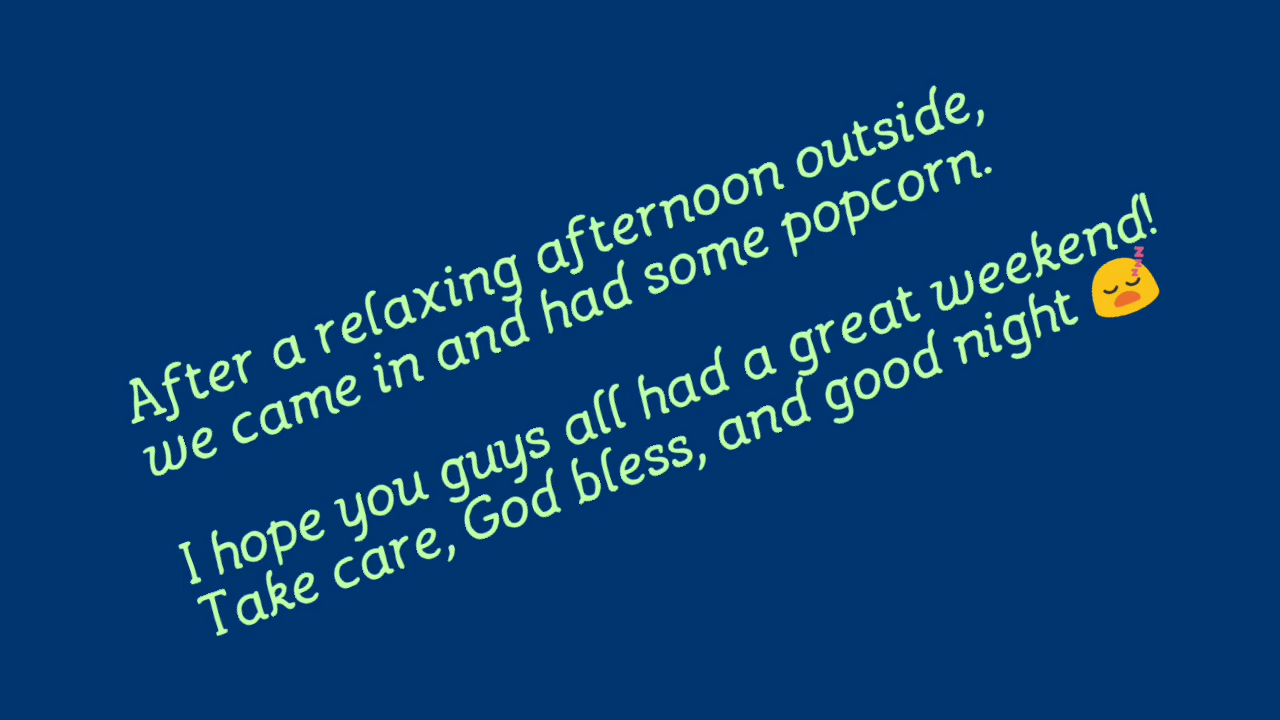 After a relaxing afternoon outside,
we came in and had some popcorn.
I hope you guys all had a great weekend!
Take care, God bless, and good night 😴